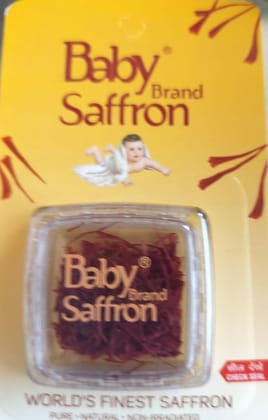 Baby®
Brand
Saffron
Baby®
Brand
Saffron
सील देखें
CHECK SEAL
WORLD'S FINEST SAFFRON
PURE - NATURAL - NON-IRRADIATED